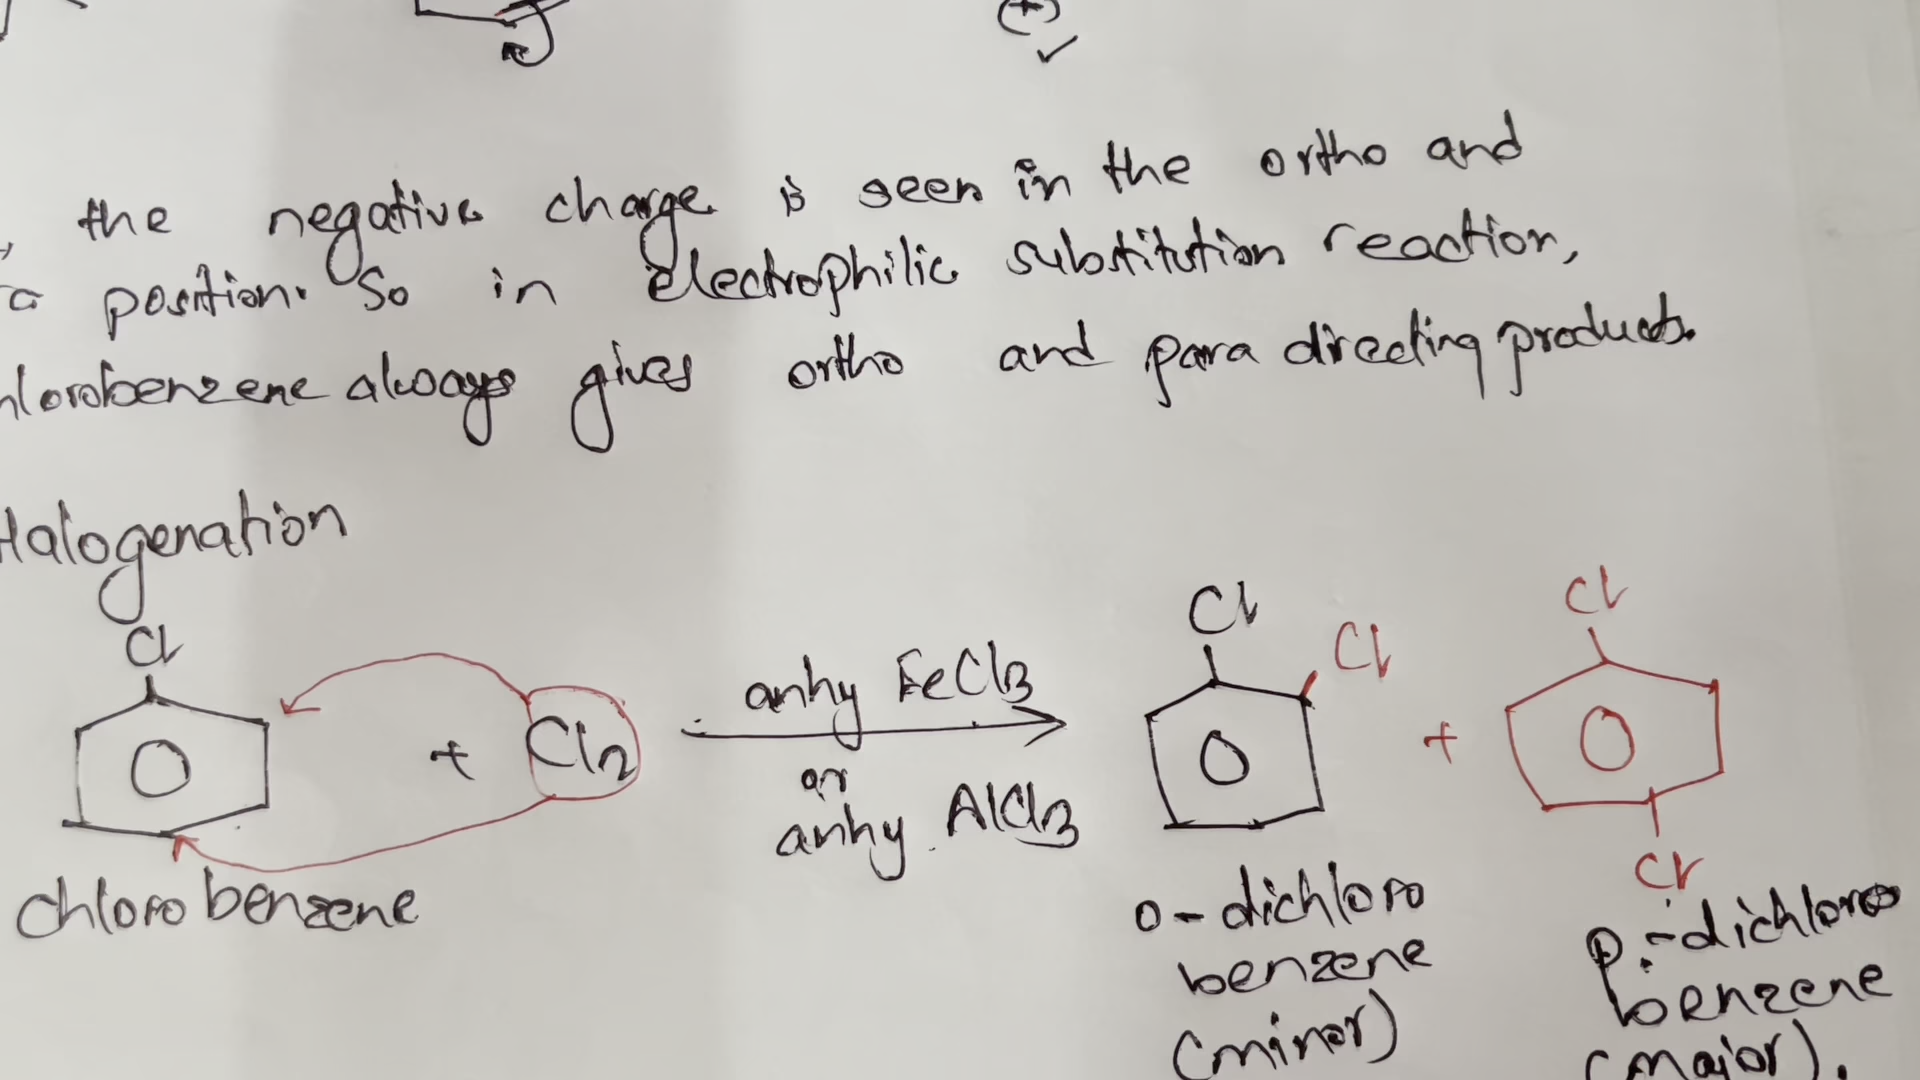 (+)
the negative charge is seen in the ortho and
position. So in electrophilic substitution reaction,
hlorobenzene always gives ortho and para directing products.
Halogenation
Cl
+ Cl2
anhy FeCl3
or
anhy. AlCl3
chlorobenzene
Cl
Cl
o-dichloro
benzene
(minor)
+
Cl
Cl
p-dichloro
benzene
(major).